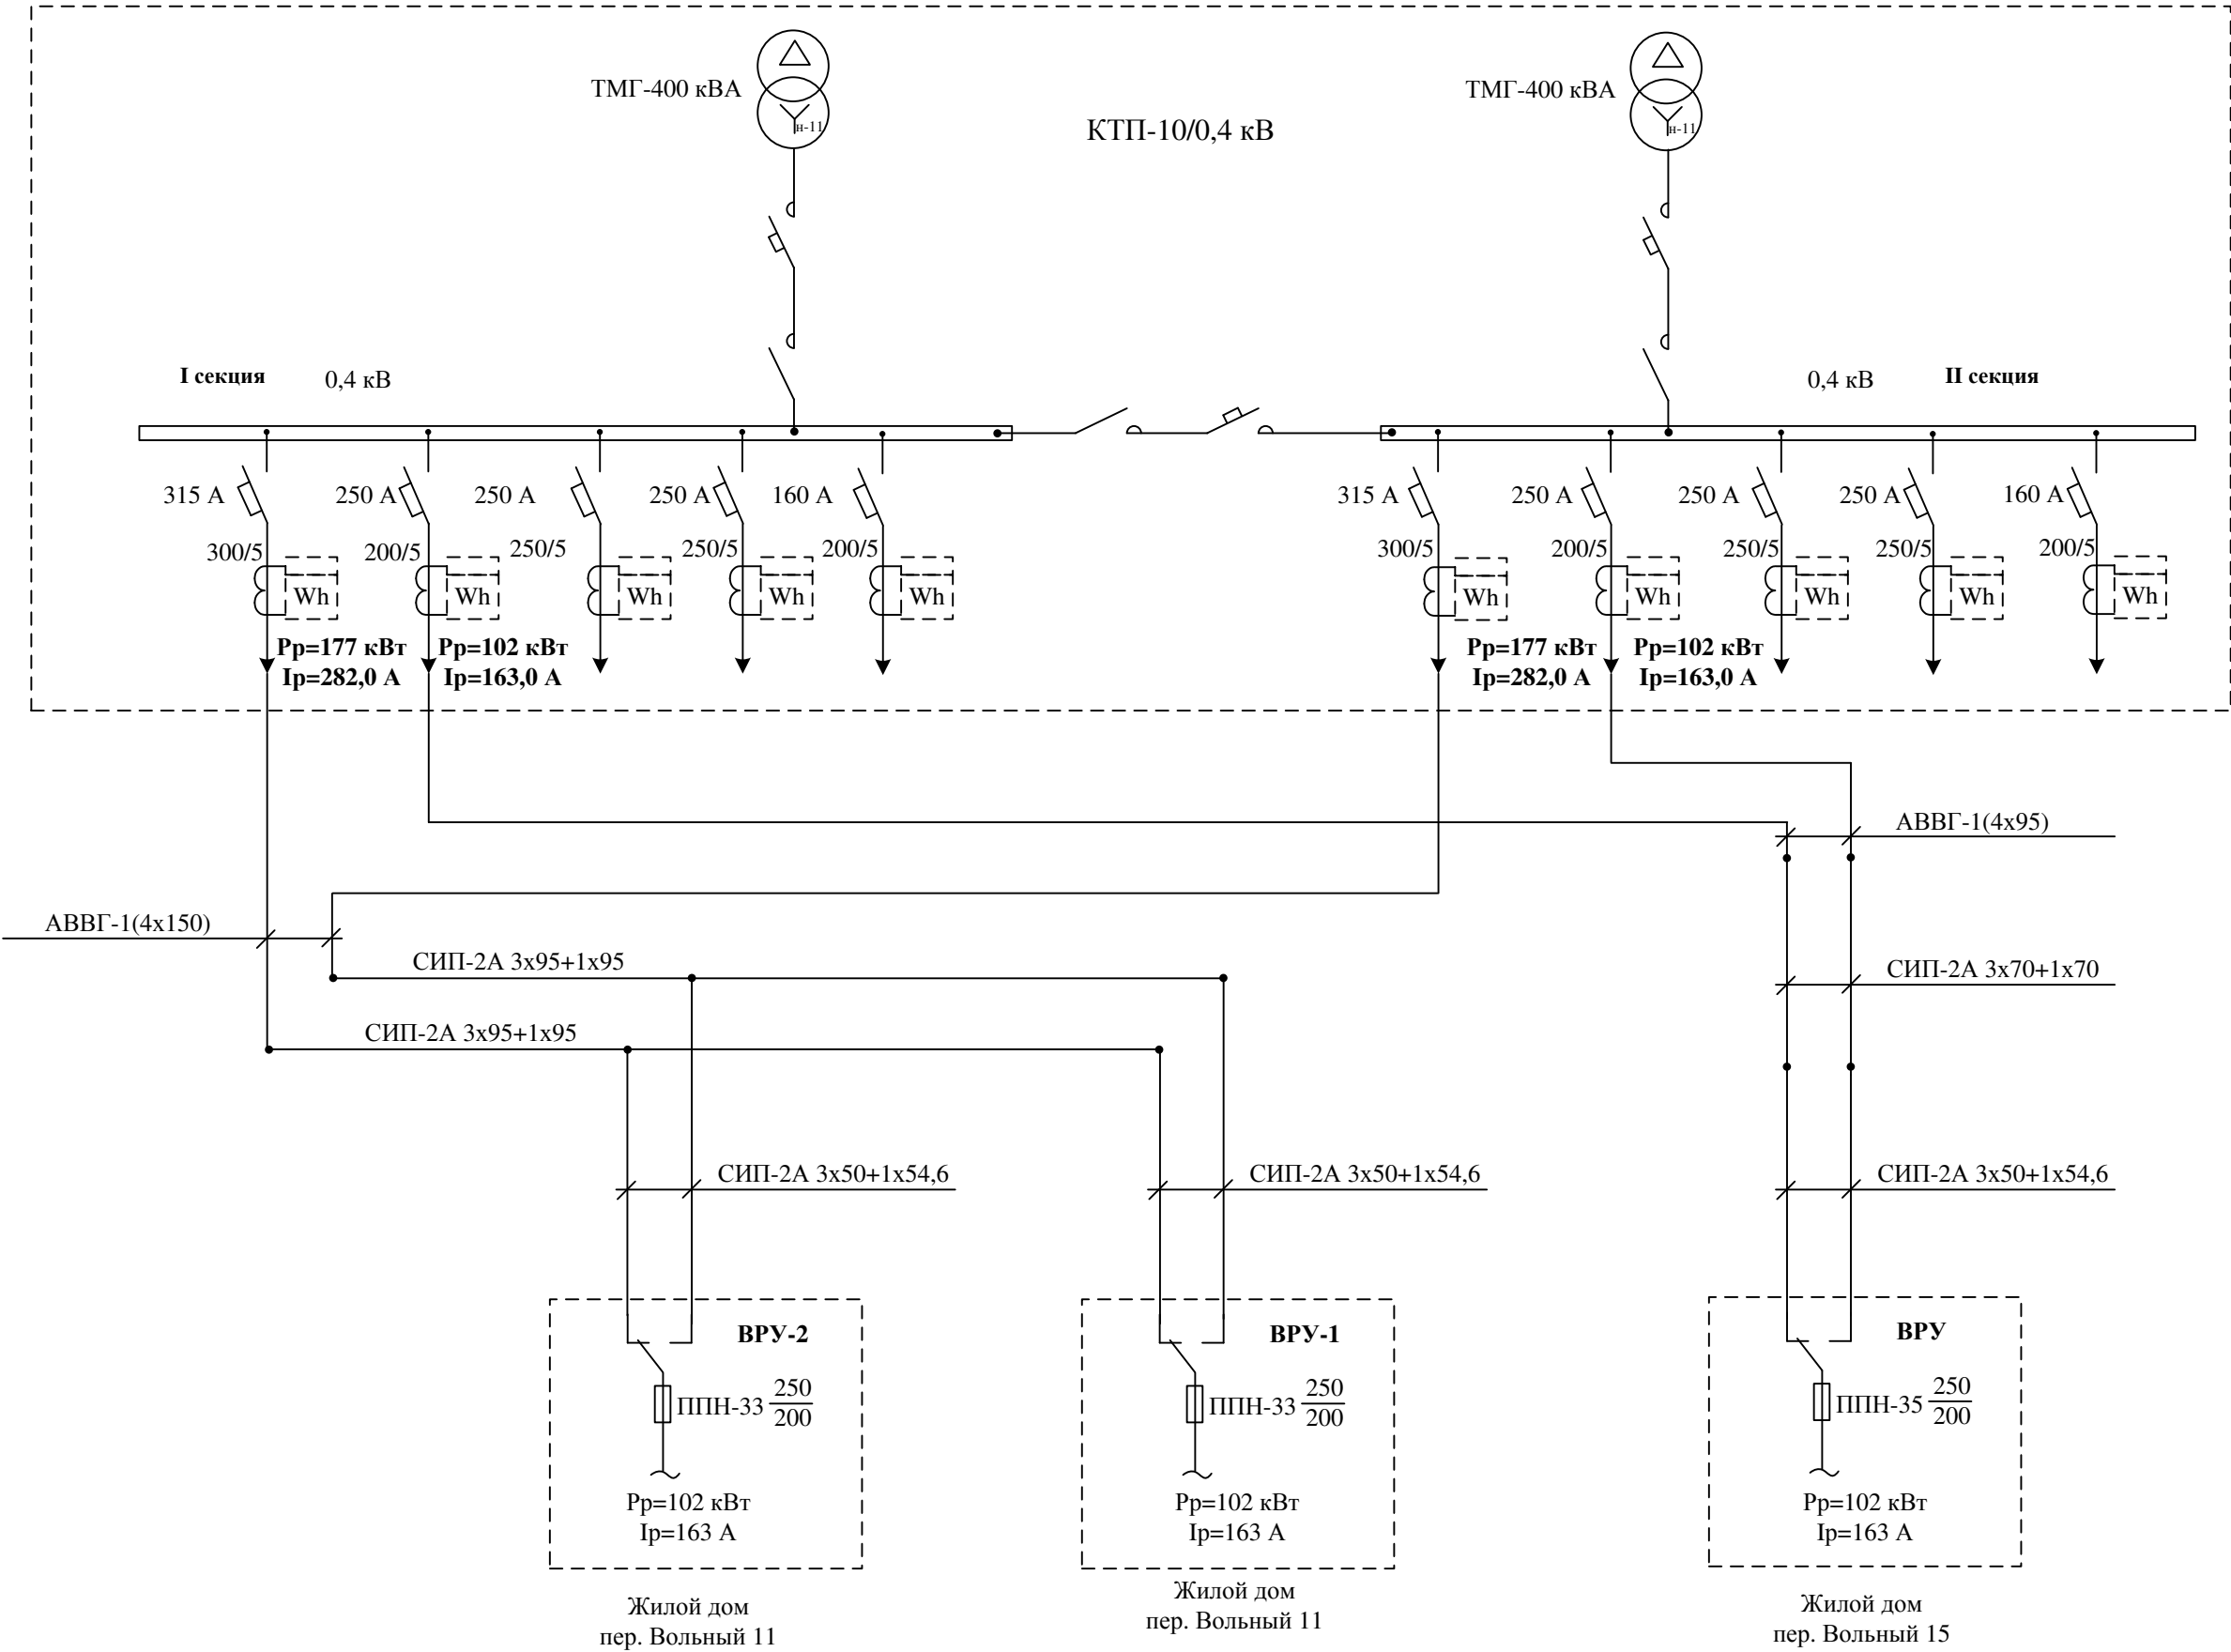 ТМГ-400 кВА
н-11
КТП-10/0,4 кВ
ТМГ-400 кВА
н-11
I секция
0,4 кВ
0,4 кВ
II секция
315 А
250 А
250 А
250 А
160 А
315 А
250 А
250 А
250 А
160 А
300/5
200/5
250/5
250/5
200/5
300/5
200/5
250/5
250/5
200/5
Wh
Wh
Wh
Wh
Wh
Wh
Wh
Wh
Wh
Wh
Рр=177 кВт
Iр=282,0 А
Рр=102 кВт
Iр=163,0 А
Рр=177 кВт
Iр=282,0 А
Рр=102 кВт
Iр=163,0 А
АВВГ-1(4х95)
АВВГ-1(4х150)
СИП-2А 3х95+1х95
СИП-2А 3х70+1х70
СИП-2А 3х95+1х95
СИП-2А 3х50+1х54,6
СИП-2А 3х50+1х54,6
СИП-2А 3х50+1х54,6
ВРУ-2
ППН-33 250
200
Рр=102 кВт
Iр=163 А
Жилой дом
пер. Вольный 11
ВРУ-1
ППН-33 250
200
Рр=102 кВт
Iр=163 А
Жилой дом
пер. Вольный 11
ВРУ
ППН-35 250
200
Рр=102 кВт
Iр=163 А
Жилой дом
пер. Вольный 15